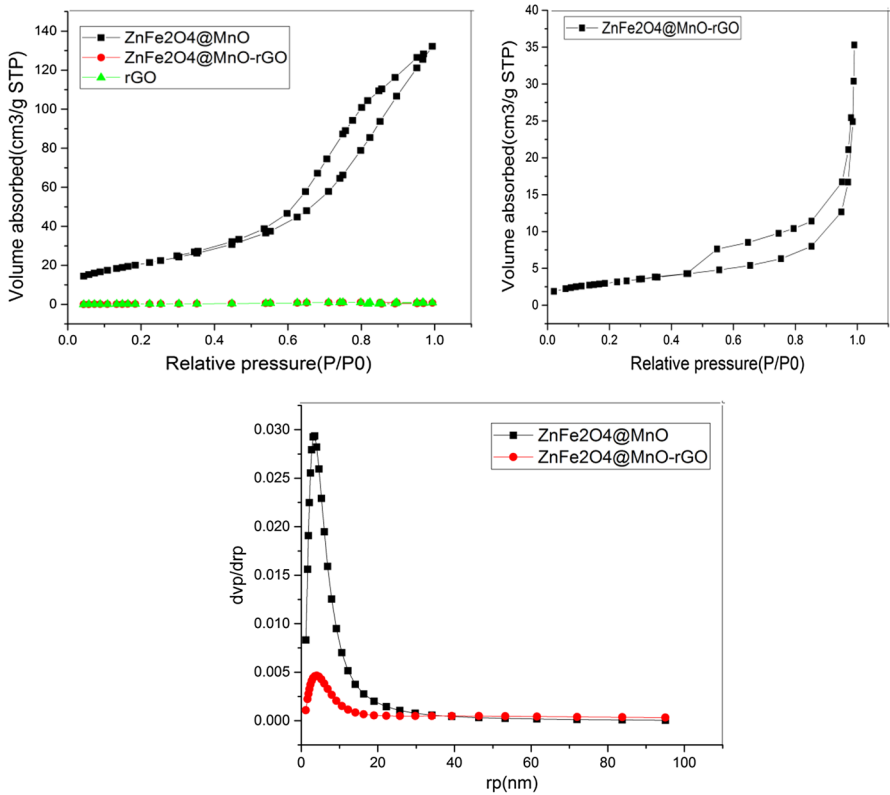 ZnFe2O4@MnO
ZnFe2O4@MnO-rGO
rGO
Volume absorbed(cm3/g STP)
140
120
100
80
60
40
20
0
0.0 0.2 0.4 0.6 0.8 1.0
Relative pressure(P/P0)
ZnFe2O4@MnO-rGO
Volume absorbed(cm3/g STP)
40
35
30
25
20
15
10
5
0
0.0 0.2 0.4 0.6 0.8 1.0
Relative pressure(P/P0)
ZnFe2O4@MnO
ZnFe2O4@MnO-rGO
dvp/drp
0.030
0.025
0.020
0.015
0.010
0.005
0.000
0 20 40 60 80 100
rp(nm)